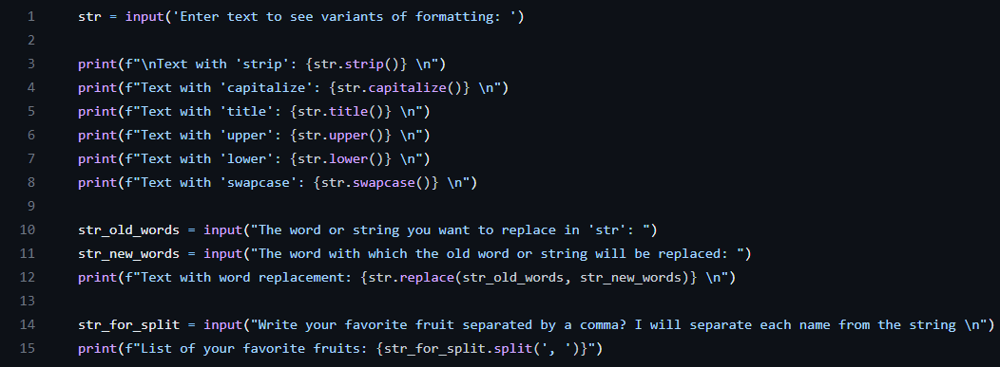 1 str = input('Enter text to see variants of formatting: ')
2
3 print(f"\nText with 'strip': {str.strip()} \n")
4 print(f"Text with 'capitalize': {str.capitalize()} \n")
5 print(f"Text with 'title': {str.title()} \n")
6 print(f"Text with 'upper': {str.upper()} \n")
7 print(f"Text with 'lower': {str.lower()} \n")
8 print(f"Text with 'swapcase': {str.swapcase()} \n")
9
10 str_old_words = input("The word or string you want to replace in 'str': ")
11 str_new_words = input("The word with which the old word or string will be replaced: ")
12 print(f"Text with word replacement: {str.replace(str_old_words, str_new_words)} \n")
13
14 str_for_split = input("Write your favorite fruit separated by a comma? I will separate each name from the string \n")
15 print(f"List of your favorite fruits: {str_for_split.split(', ')}")